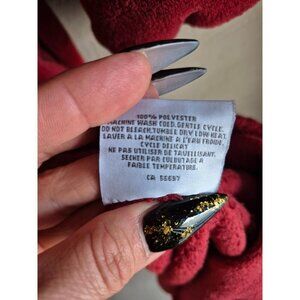 100% POLYESTER
MACHINE WASH COLD, GENTLE CYCLE.
DO NOT BLEACH.TUMBLE DRY, LOW HEAT.
LAVER À LA MACHINE A L'EAU FROIDE,
CYCLE DELICAT
NE PAS UTILISER DE
SECHER PAR CULBUTAGE A
FAIBLE TEMPERATURE.
CA 56697